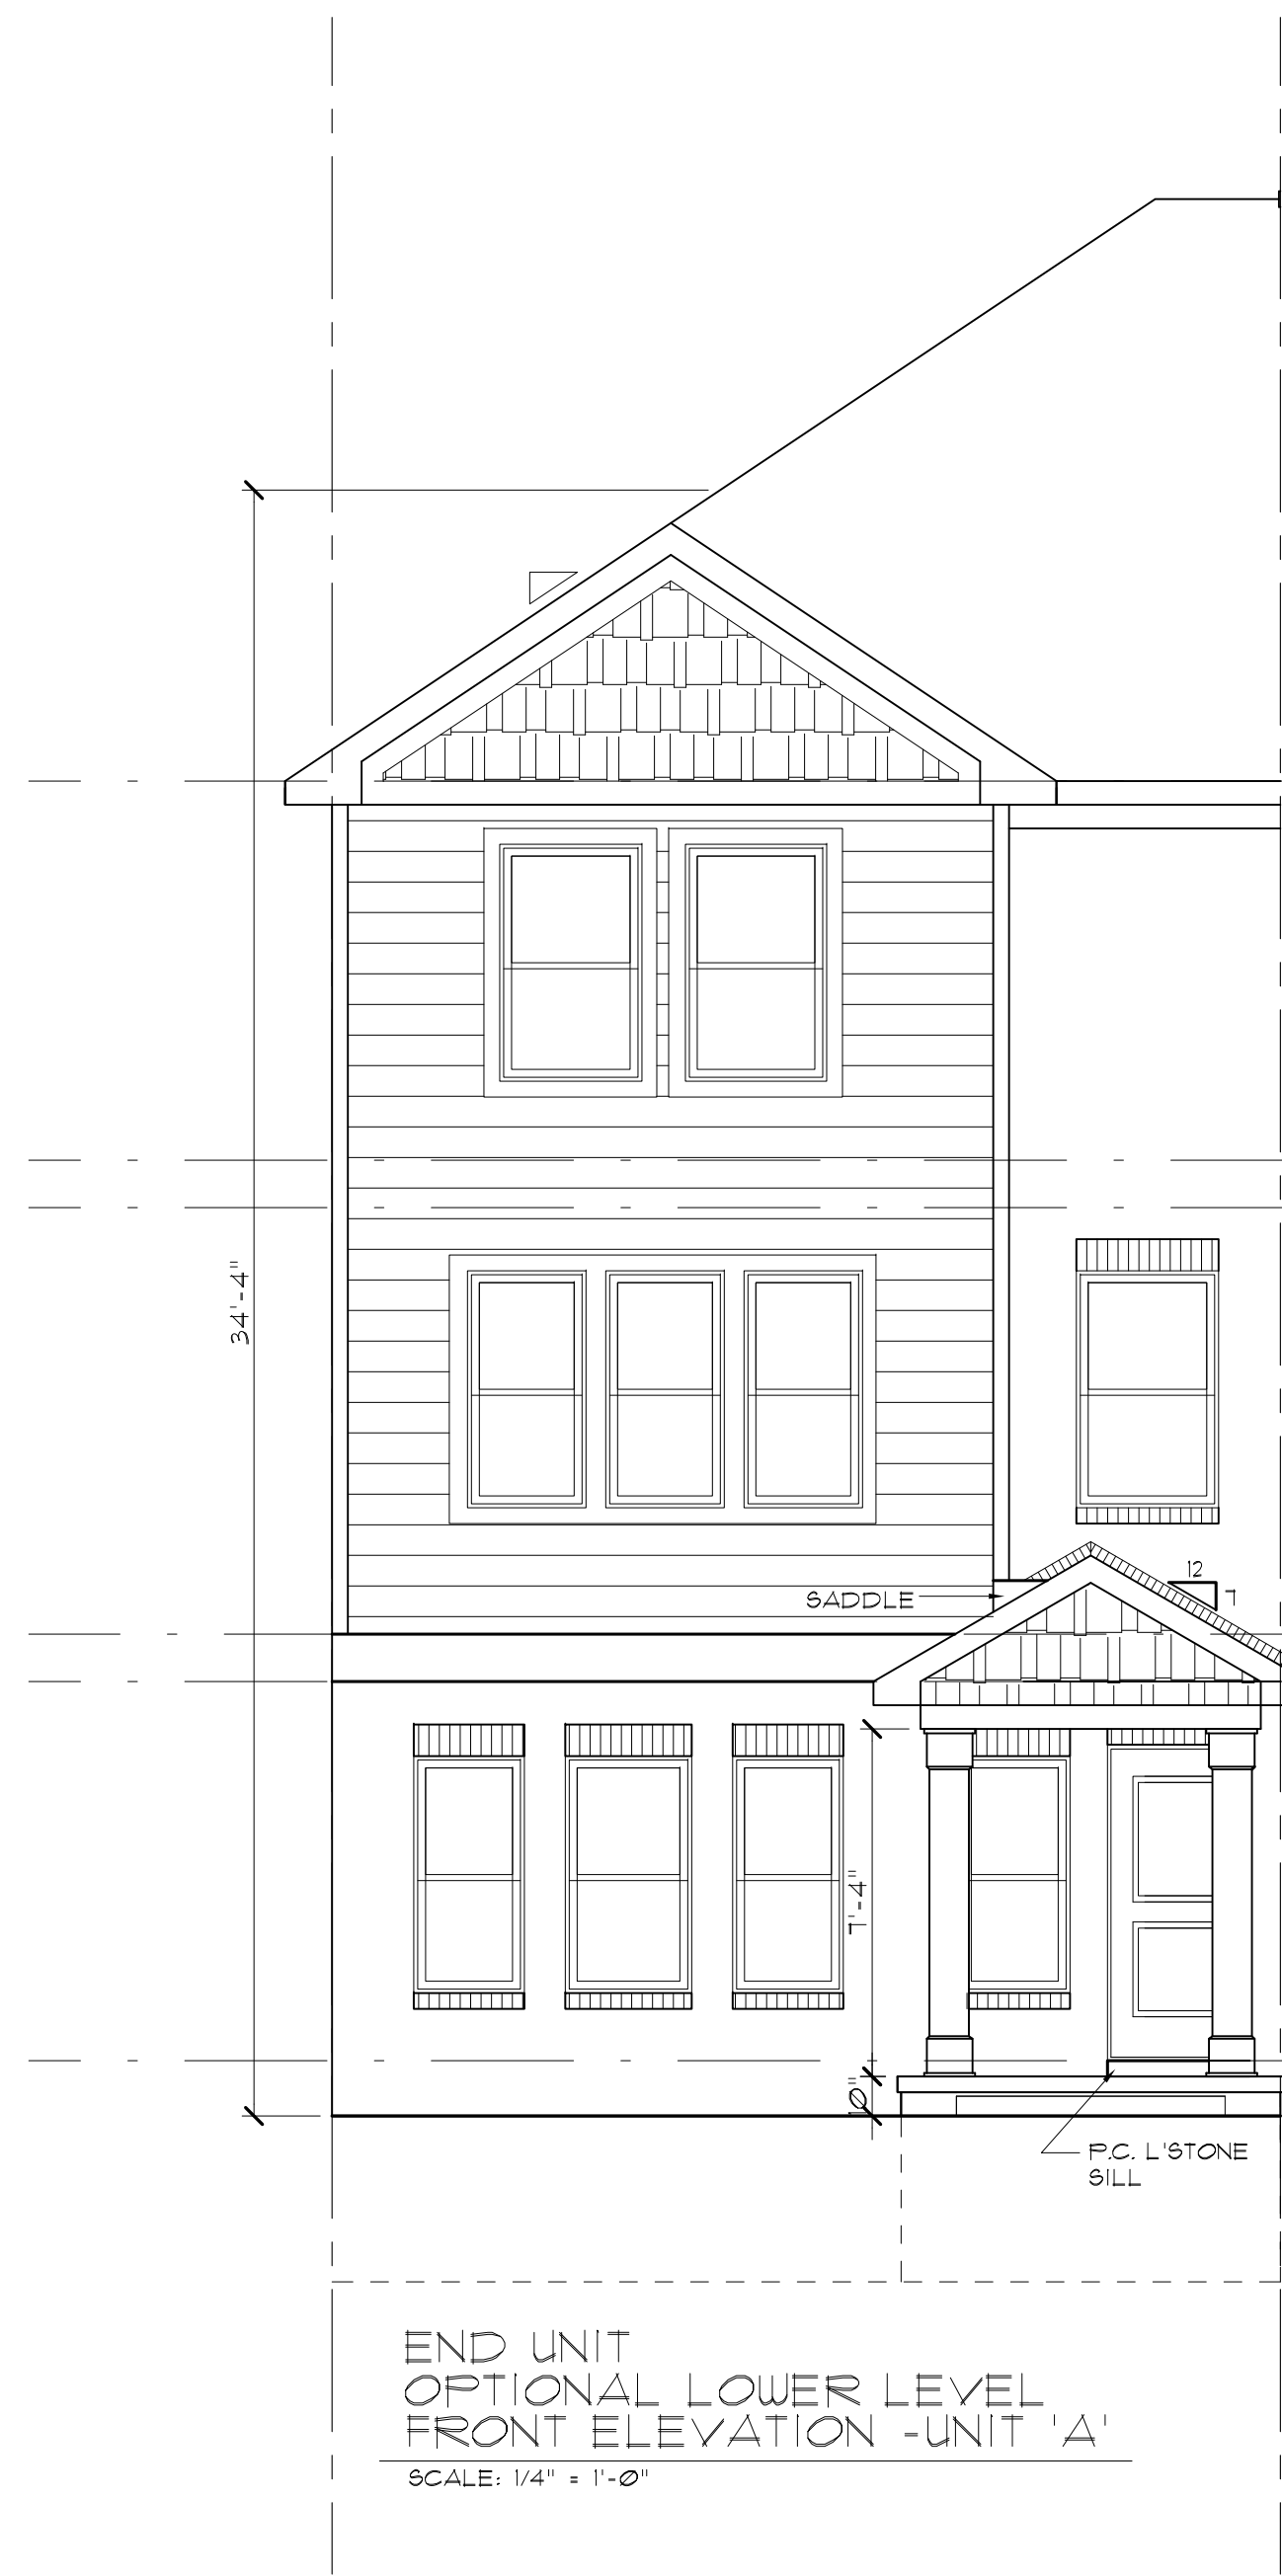 34'-4"
12
7
SADDLE
7'-4"
10"
P.C. L'STONE
SILL
END UNIT
OPTIONAL LOWER LEVEL
FRONT ELEVATION -UNIT 'A'
SCALE: 1/4" = 1'-0"